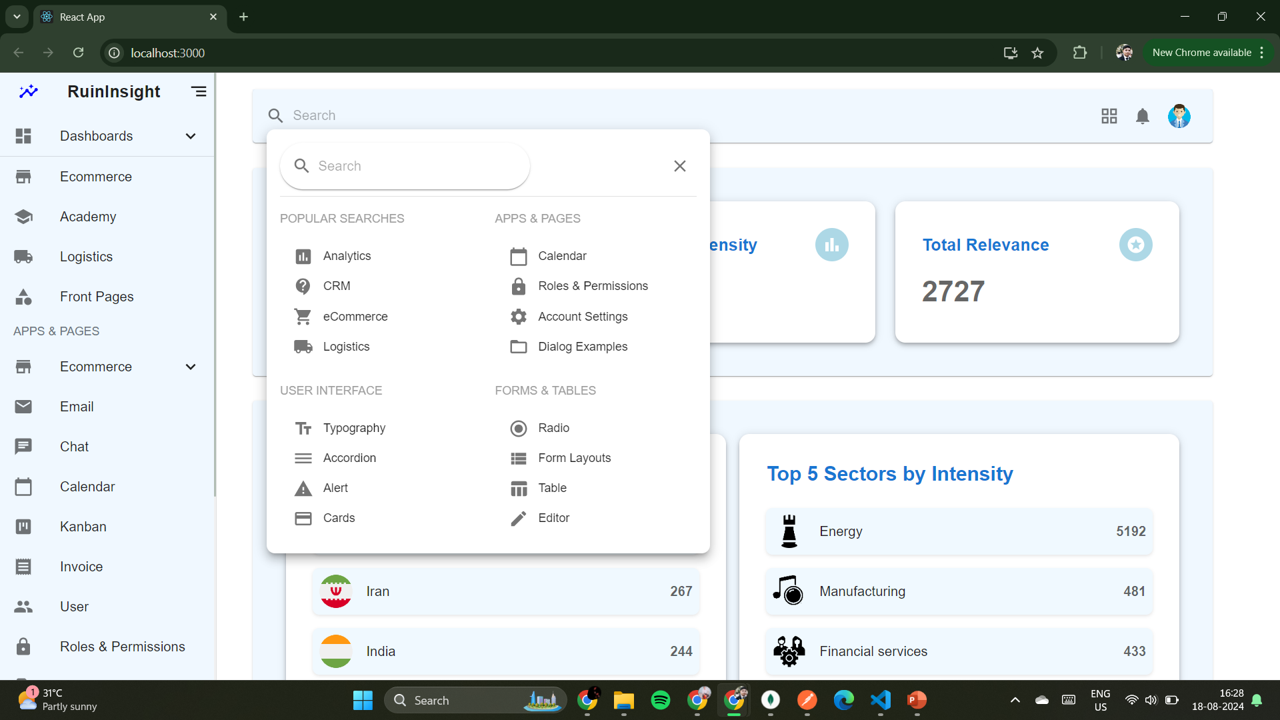 React App
localhost:3000
New Chrome available
RuinInsight
Dashboards
Ecommerce
Academy
Logistics
Front Pages
APPS & PAGES
Ecommerce
Email
Chat
Calendar
Kanban
Invoice
User
Roles & Permissions
Search
Search
POPULAR SEARCHES
Analytics
CRM
eCommerce
Logistics
APPS & PAGES
Calendar
Roles & Permissions
Account Settings
Dialog Examples
USER INTERFACE
Typography
Accordion
Alert
Cards
FORMS & TABLES
Radio
Form Layouts
Table
Editor
ensity
Total Relevance
2727
Iran 267
India 244
Top 5 Sectors by Intensity
Energy 5192
Manufacturing 481
Financial services 433
1
31°C
Partly sunny
Search
ENG
US
16:28
18-08-2024